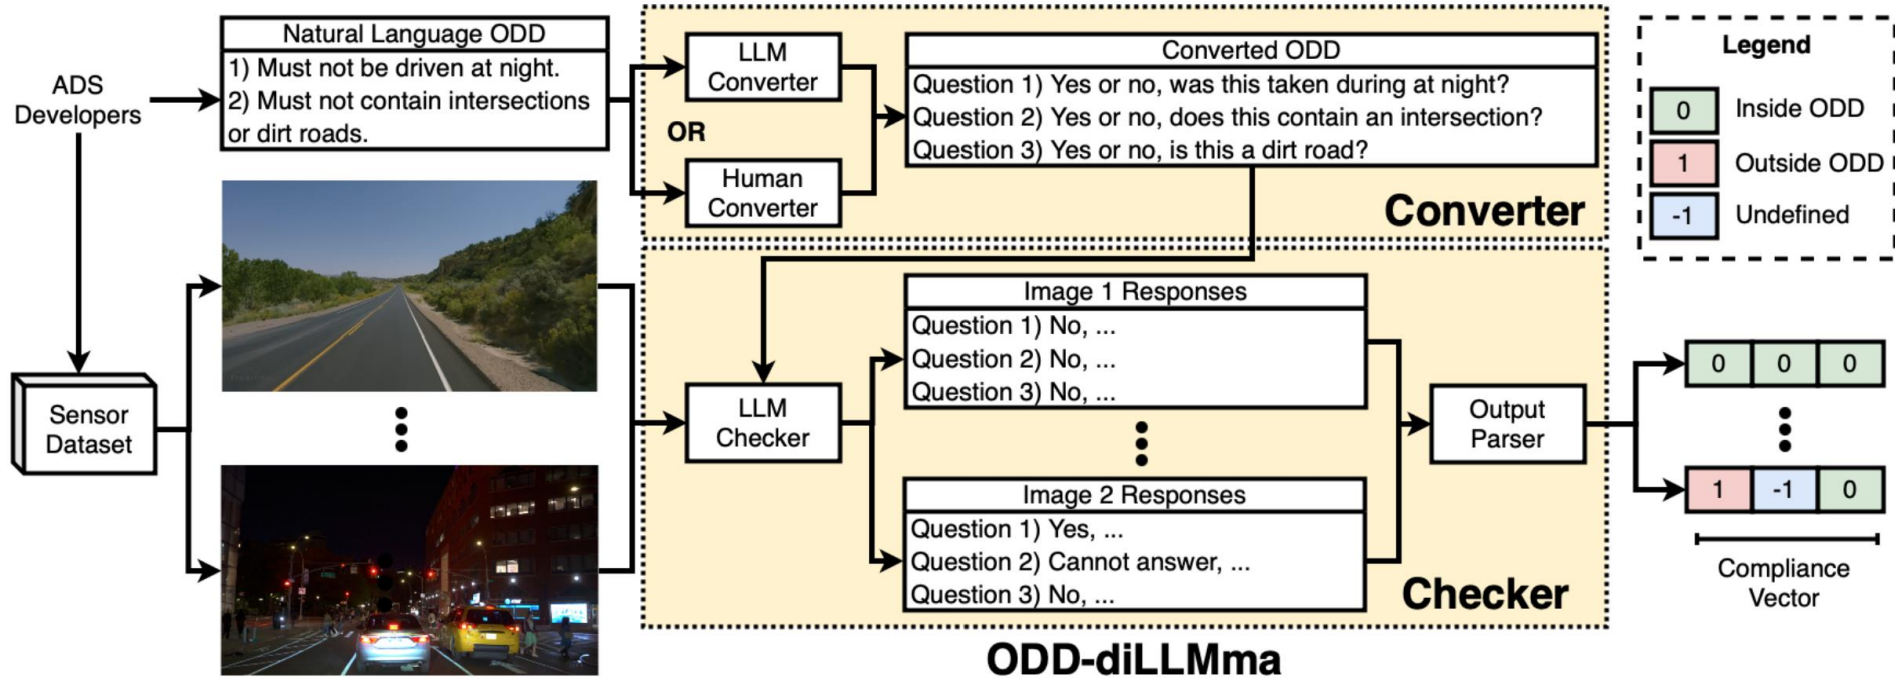 ADS
Developers
Natural Language ODD
1) Must not be driven at night.
2) Must not contain intersections
or dirt roads.
LLM
Converter
OR
Human
Converter
Converted ODD
Question 1) Yes or no, was this taken during at night?
Question 2) Yes or no, does this contain an intersection?
Question 3) Yes or no, is this a dirt road?
Converter
Legend
0 Inside ODD
1 Outside ODD
-1 Undefined
Sensor
Dataset
LLM
Checker
Image 1 Responses
Question 1) No, ...
Question 2) No, ...
Question 3) No, ...
Image 2 Responses
Question 1) Yes, ...
Question 2) Cannot answer, ...
Question 3) No, ...
Checker
Output
Parser
0 0 0
1 -1 0
Compliance
Vector
ODD-diLLMma